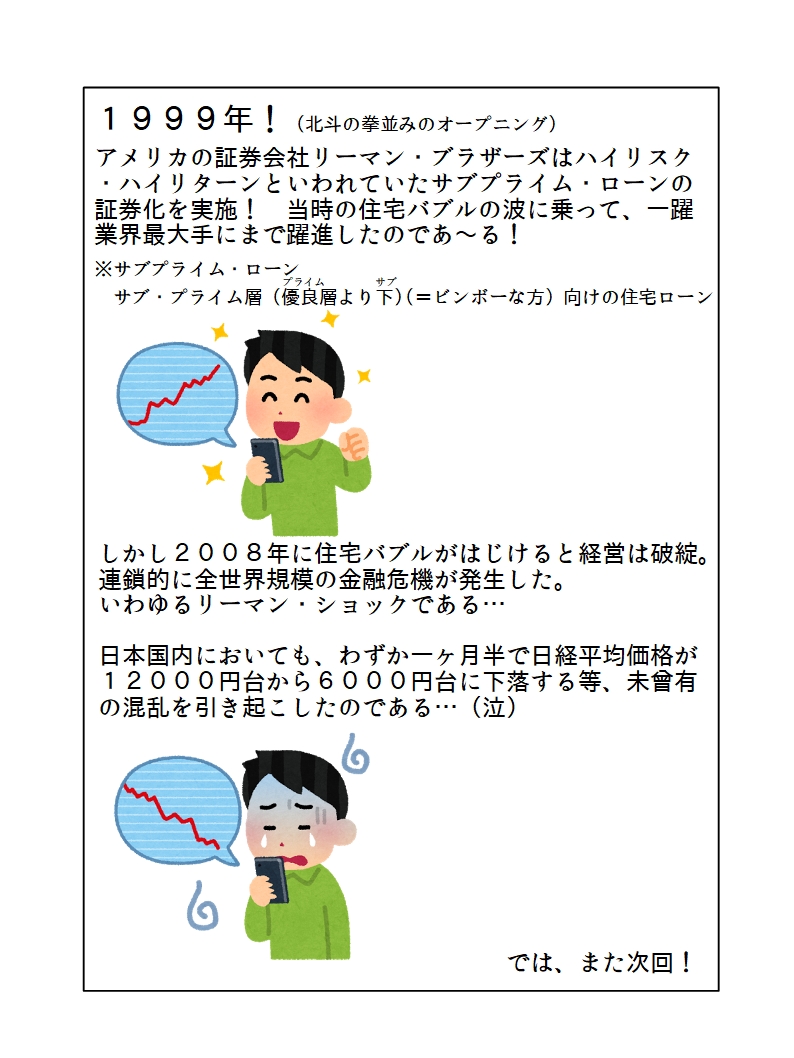 １９９９年！（北斗の拳並みのオープニング）
アメリカの証券会社リーマン・ブラザーズはハイリスク
・ハイリターンといわれていたサブプライム・ローンの
証券化を実施！　当時の住宅バブルの波に乗って、一躍
業界最大手にまで躍進したのであ～る！
※サブプライム・ローン
プライム　サブ
サブ・プライム層（優良層より下）（＝ビンボーな方）向けの住宅ローン
しかし２００８年に住宅バブルがはじけると経営は破綻。
連鎖的に全世界規模の金融危機が発生した。
いわゆるリーマン・ショックである…
日本国内においても、わずか一ヶ月半で日経平均価格が
１２０００円台から６０００円台に下落する等、未曾有
の混乱を引き起こしたのである…（泣）
では、また次回！